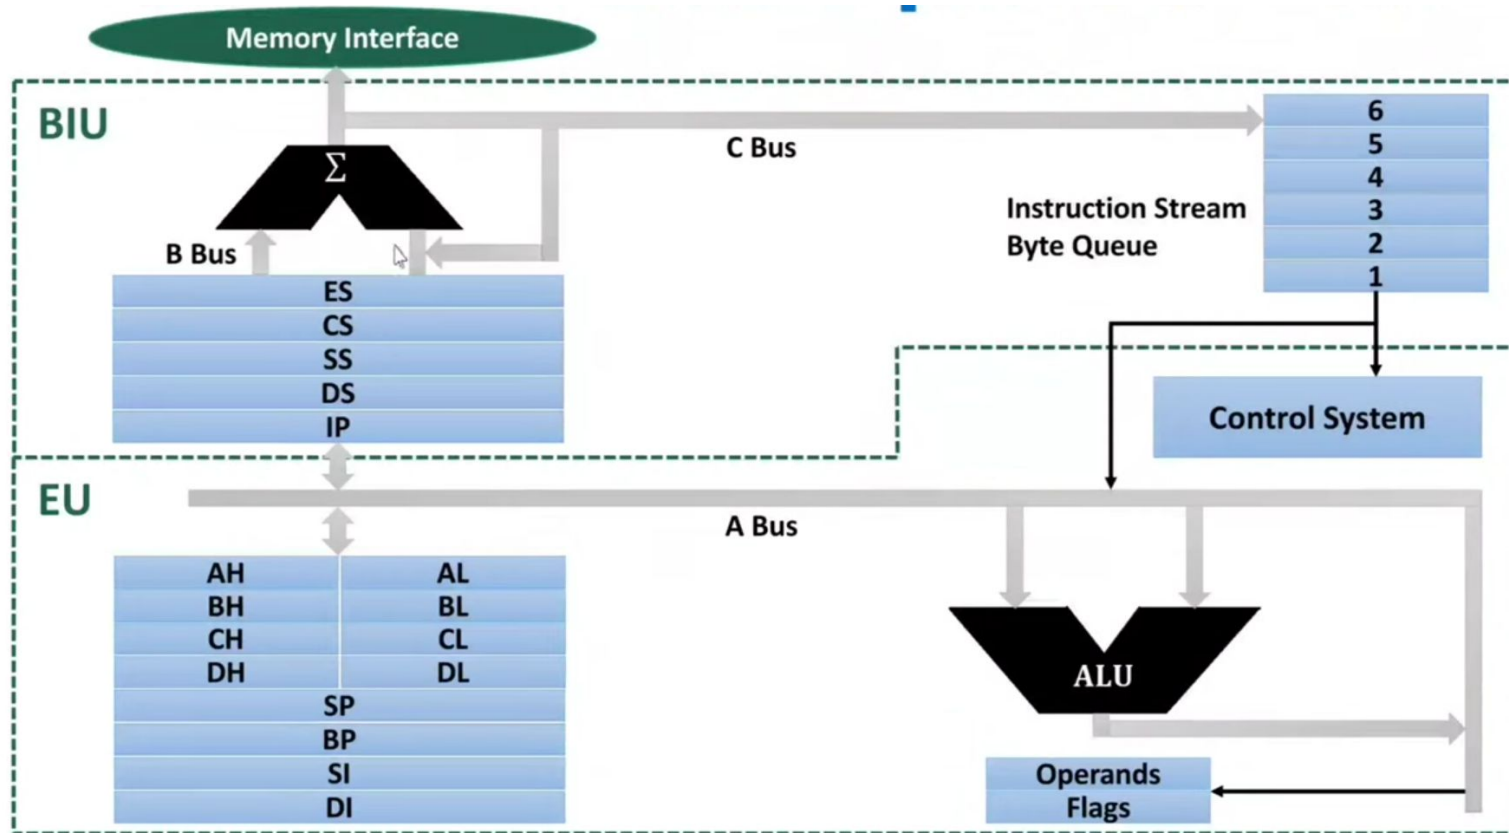 Memory Interface
BIU
Σ
C Bus
6
5
4
3
2
1
Instruction Stream
Byte Queue
B Bus
ES
CS
SS
DS
IP
Control System
EU
A Bus
AH AL
BH BL
CH CL
DH DL
SP
BP
SI
DI
ALU
Operands
Flags